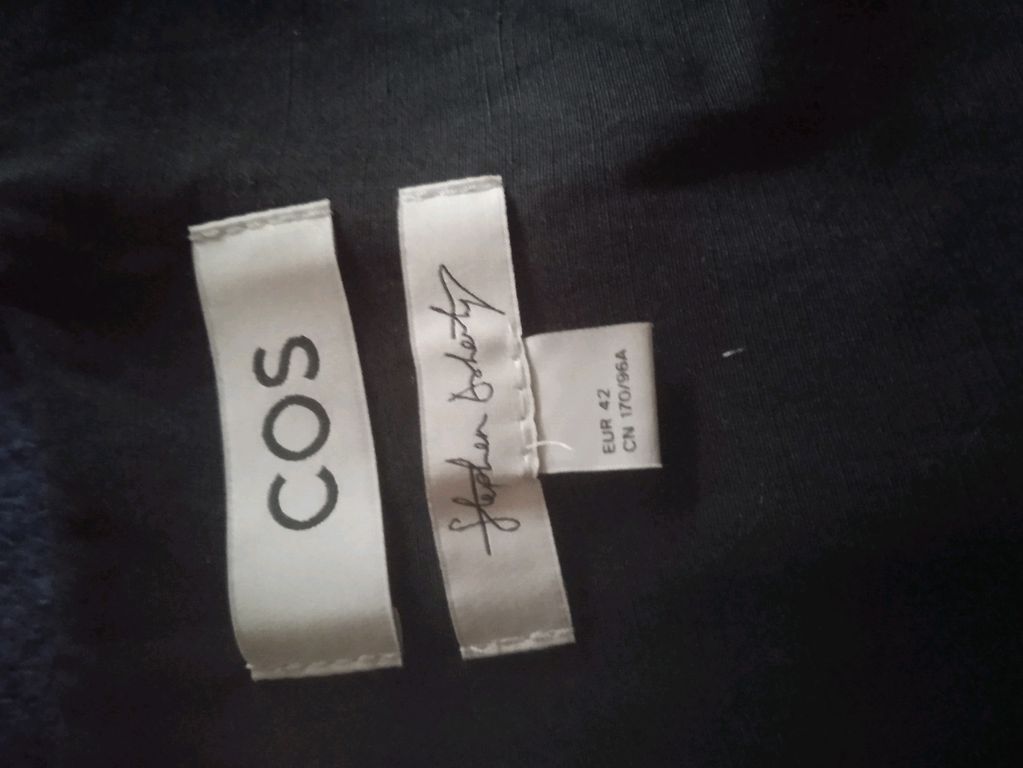 COS
Stephen Doherty
EUR 42
CN 170/96A